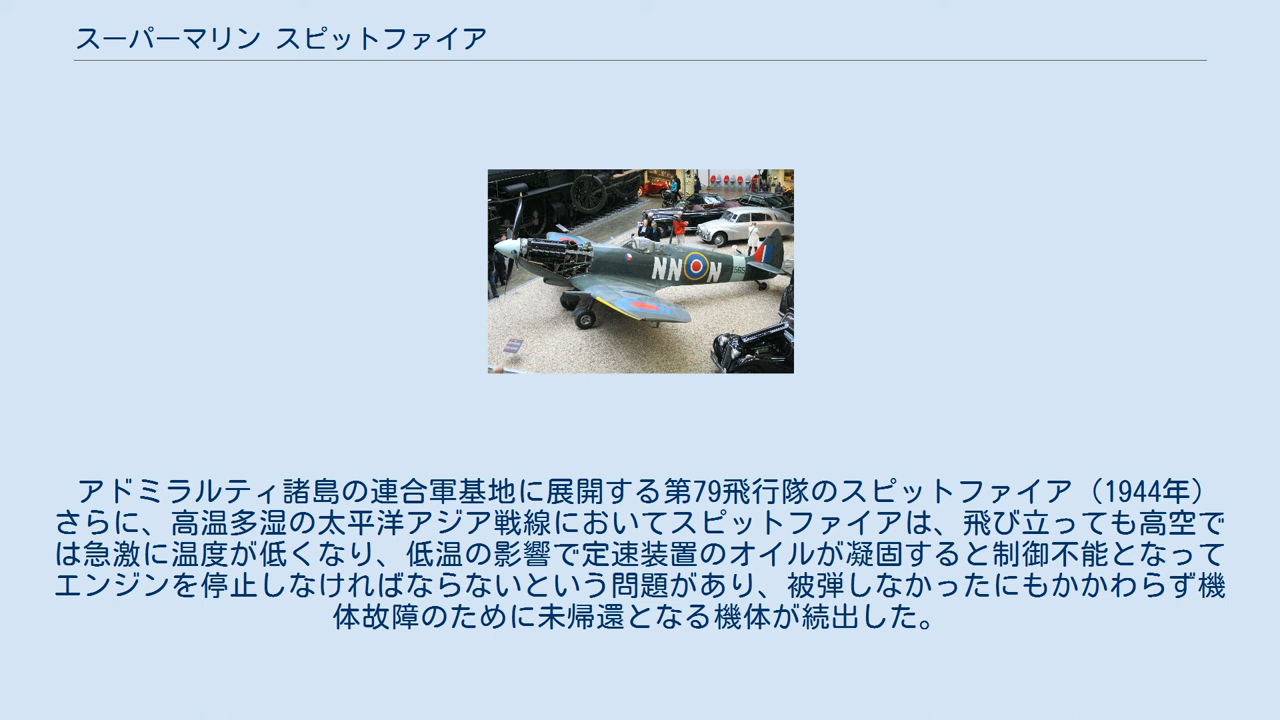 スーパーマリン スピットファイア
NN N
アドミラルティ諸島の連合軍基地に展開する第79飛行隊のスピットファイア（1944年）
さらに、高温多湿の太平洋アジア戦線においてスピットファイアは、飛び立っても高空で
は急激に温度が低くなり、低温の影響で定速装置のオイルが凝固すると制御不能となって
エンジンを停止しなければならないという問題があり、被弾しなかったにもかかわらず機
体故障のために未帰還となる機体が続出した。